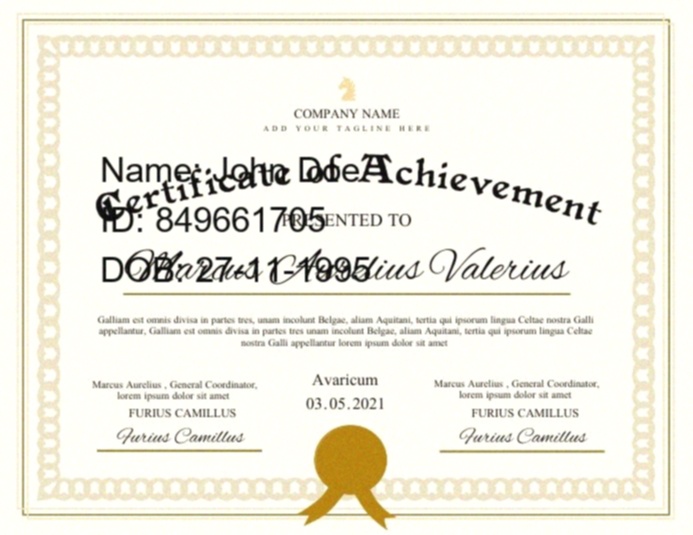 COMPANY NAME
ADD YOUR TAGLINE HERE
Name: John Doe
Certificate of Achievement
ID: 849661705
PRESENTED TO
DOB: 27-11-1995
Marcus Aurelius Valerius
Galliam est omnis divisa in partes tres, unam incolunt Belgae, aliam Aquitani, tertia qui ipsorum lingua Celtae nostra Galli
appellantur, Galliam est omnis divisa in partes tres unam incolunt Belgae, aliam Aquitani, tertia qui ipsorum lingua Celtae
nostra Galli appellantur lorem ipsum dolor sit amet
Marcus Aurelius , General Coordinator,
lorem ipsum dolor sit amet
FURIUS CAMILLUS
Furius Camillus
Avaricum
03.05.2021
Marcus Aurelius , General Coordinator,
lorem ipsum dolor sit amet
FURIUS CAMILLUS
Furius Camillus